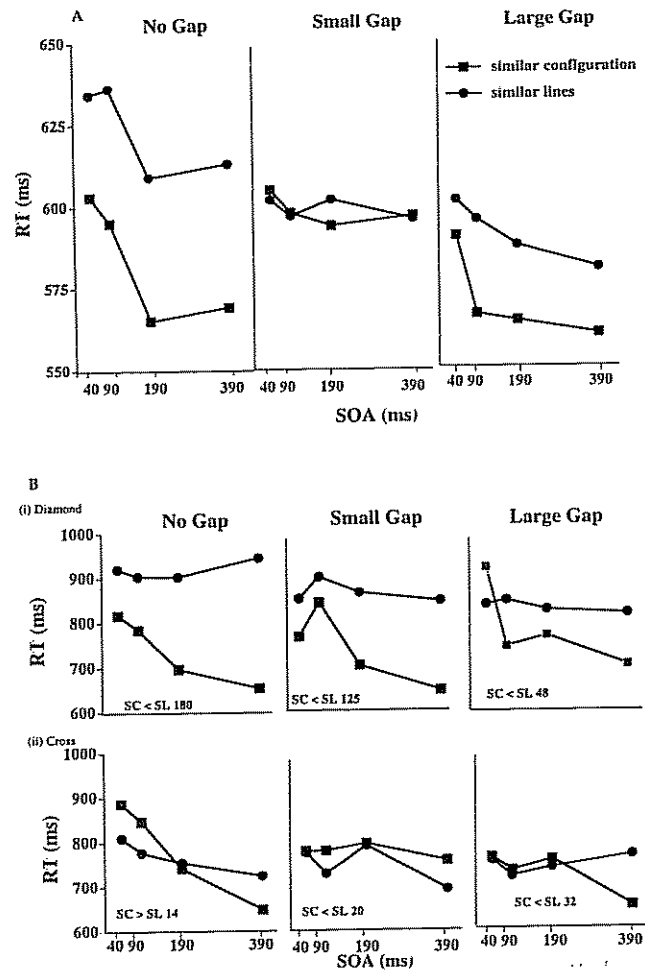 A
No Gap
Small Gap
Large Gap
similar configuration
similar lines
RT (ms)
650
625
600
575
550
40 90 190 390
40 90 190 390
40 90 190 390
SOA (ms)
B
(i) Diamond
No Gap
Small Gap
Large Gap
RT (ms)
1000
900
800
700
600
SC < SL 180
SC < SL 125
SC < SL 48
(ii) Cross
RT (ms)
1000
900
800
700
600
SC > SL 14
SC < SL 20
SC < SL 32
40 90 190 390
40 90 190 390
40 90 190 390
SOA (ms)